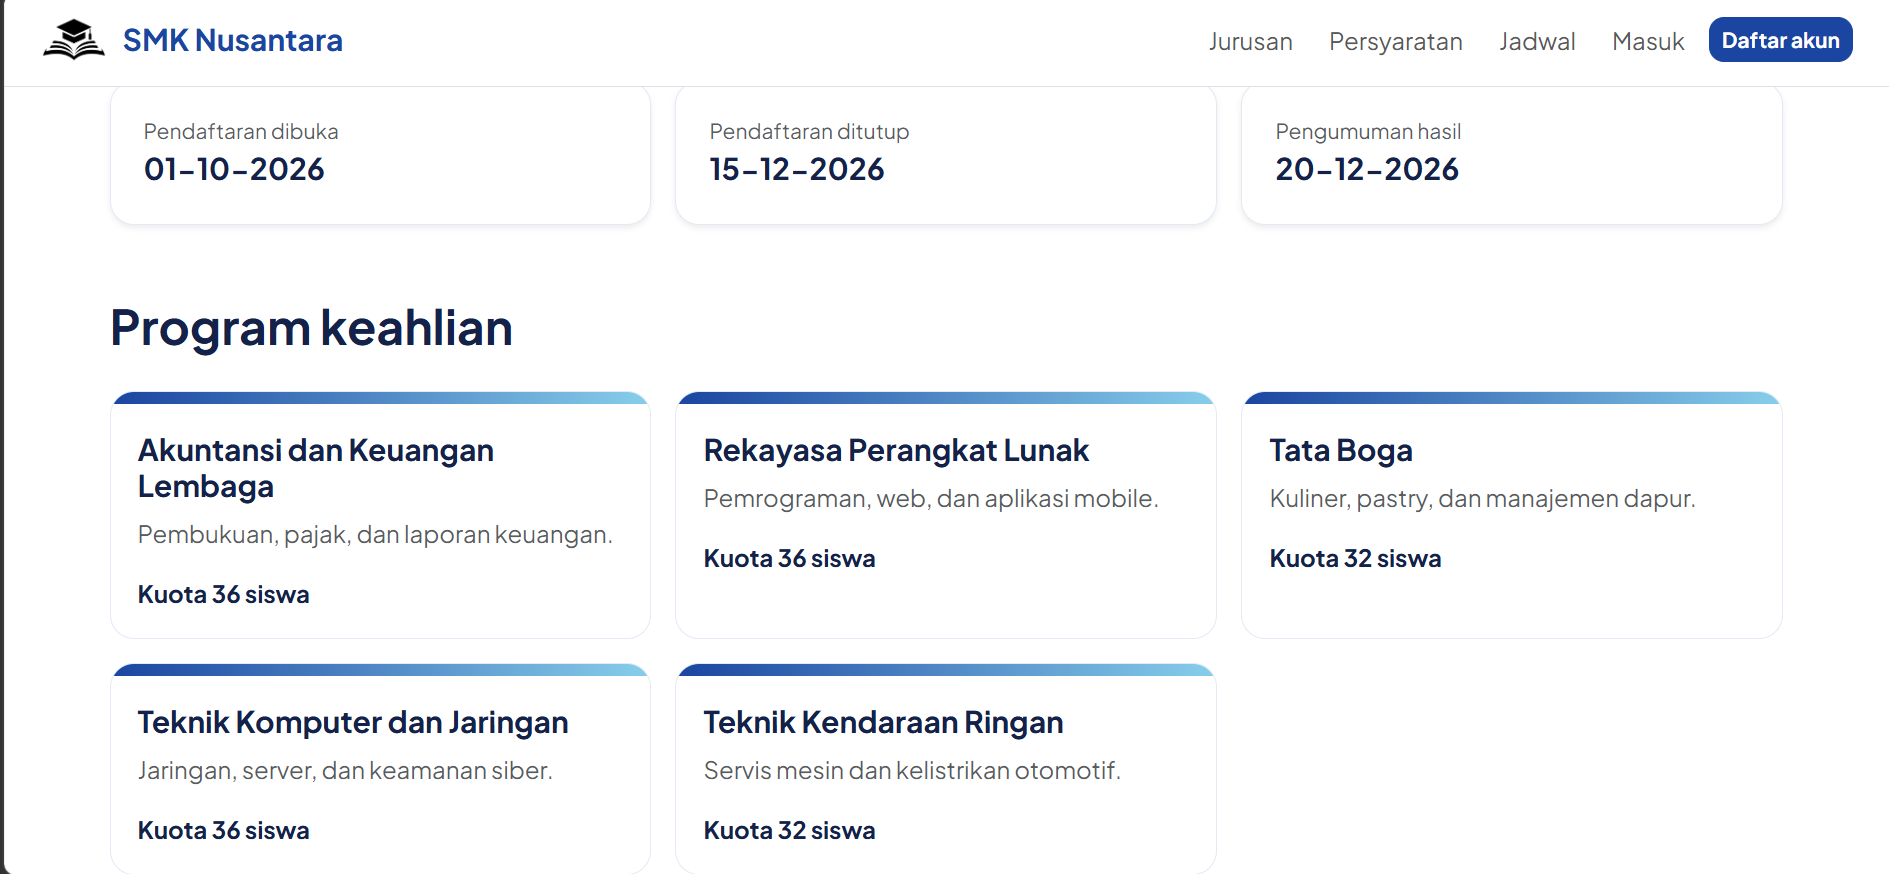 SMK Nusantara
Jurusan
Persyaratan
Jadwal
Masuk
Daftar akun
Pendaftaran dibuka
01-10-2026
Pendaftaran ditutup
15-12-2026
Pengumuman hasil
20-12-2026
Program keahlian
Akuntansi dan Keuangan
Lembaga
Pembukuan, pajak, dan laporan keuangan.
Kuota 36 siswa
Rekayasa Perangkat Lunak
Pemrograman, web, dan aplikasi mobile.
Kuota 36 siswa
Tata Boga
Kuliner, pastry, dan manajemen dapur.
Kuota 32 siswa
Teknik Komputer dan Jaringan
Jaringan, server, dan keamanan siber.
Kuota 36 siswa
Teknik Kendaraan Ringan
Servis mesin dan kelistrikan otomotif.
Kuota 32 siswa